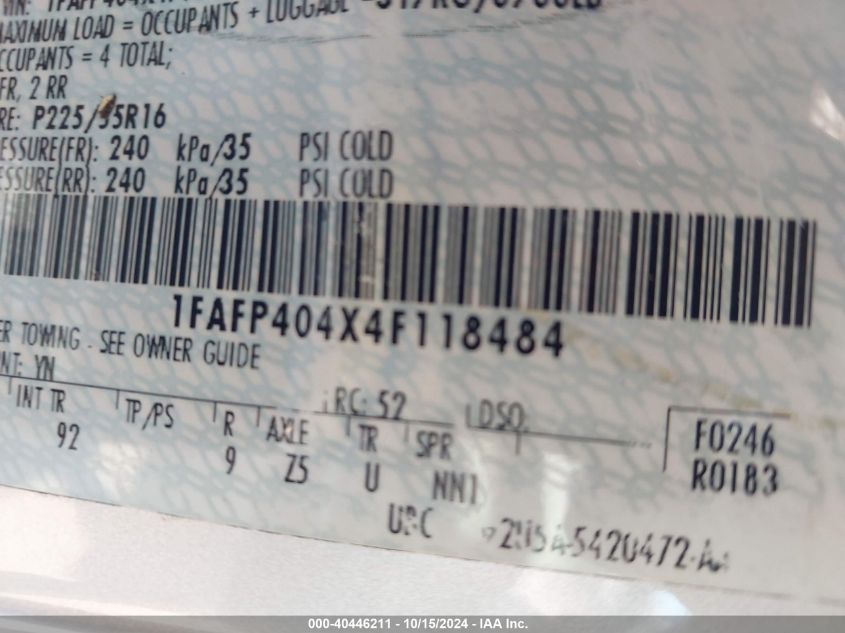 VIN: 1FAFP404X4F
MAXIMUM LOAD = OCCUPANTS + LUGGAGE
OCCUPANTS = 4 TOTAL;
FR, 2 RR
RE: P225/55R16
ESSURE(FR): 240 kPa/35 PSI COLD
ESSURE(RR): 240 kPa/35 PSI COLD
1FAFP404X4F118484
ER TOWING - SEE OWNER GUIDE
NT: YN RC: 52 DSO:
INT TR TP/PS R AXLE TR SPR F0246
92 9 Z5 U NN1 R0183
5420472
000-40446211 - 10/15/2024 - IAA Inc.